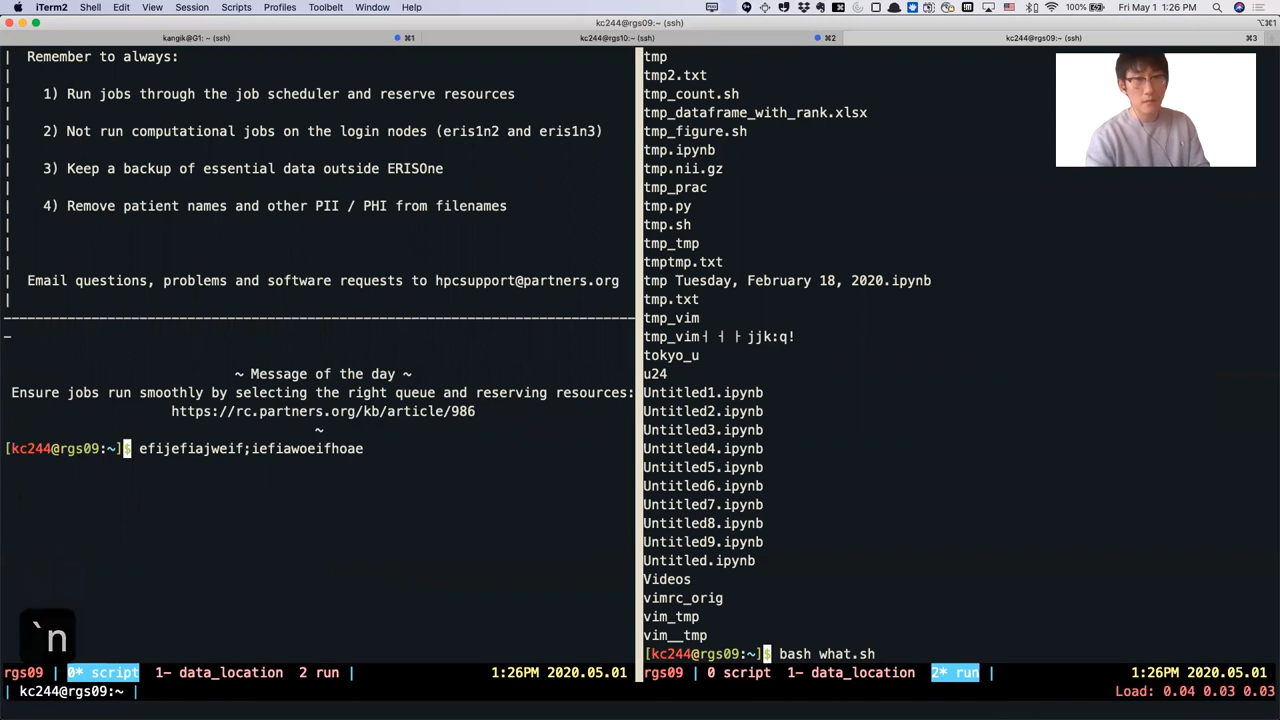 iTerm2 Shell Edit View Session Scripts Profiles Toolbelt Window Help 100% Fri May 1 1:26 PM
kc244@rgs09:~ (ssh) ⌥⌘1
kangik@G1: ~ (ssh) ⌘1 kc244@rgs10:~ (ssh) ⌘2 kc244@rgs09:~ (ssh) ⌘3
| Remember to always:
|
| 1) Run jobs through the job scheduler and reserve resources
|
| 2) Not run computational jobs on the login nodes (eris1n2 and eris1n3)
|
| 3) Keep a backup of essential data outside ERISOne
|
| 4) Remove patient names and other PII / PHI from filenames
|
|
|
| Email questions, problems and software requests to hpcsupport@partners.org
|
~ Message of the day ~
Ensure jobs run smoothly by selecting the right queue and reserving resources:
https://rc.partners.org/kb/article/986
~
[kc244@rgs09:~]$ efijefiajweif;iefiawoeifhoae
`n
rgs09 | 0* script 1- data_location 2 run | 1:26PM 2020.05.01
tmp
tmp2.txt
tmp_count.sh
tmp_dataframe_with_rank.xlsx
tmp_figure.sh
tmp.ipynb
tmp.nii.gz
tmp_prac
tmp.py
tmp.sh
tmp_tmp
tmptmp.txt
tmp Tuesday, February 18, 2020.ipynb
tmp.txt
tmp_vim
tmp_vimㅓㅓㅏjjk:q!
tokyo_u
u24
Untitled1.ipynb
Untitled2.ipynb
Untitled3.ipynb
Untitled4.ipynb
Untitled5.ipynb
Untitled6.ipynb
Untitled7.ipynb
Untitled8.ipynb
Untitled9.ipynb
Untitled.ipynb
Videos
vimrc_orig
vim_tmp
vim__tmp
[kc244@rgs09:~]$ bash what.sh
rgs09 | 0 script 1- data_location 2* run | 1:26PM 2020.05.01
| kc244@rgs09:~ | Load: 0.04 0.03 0.03